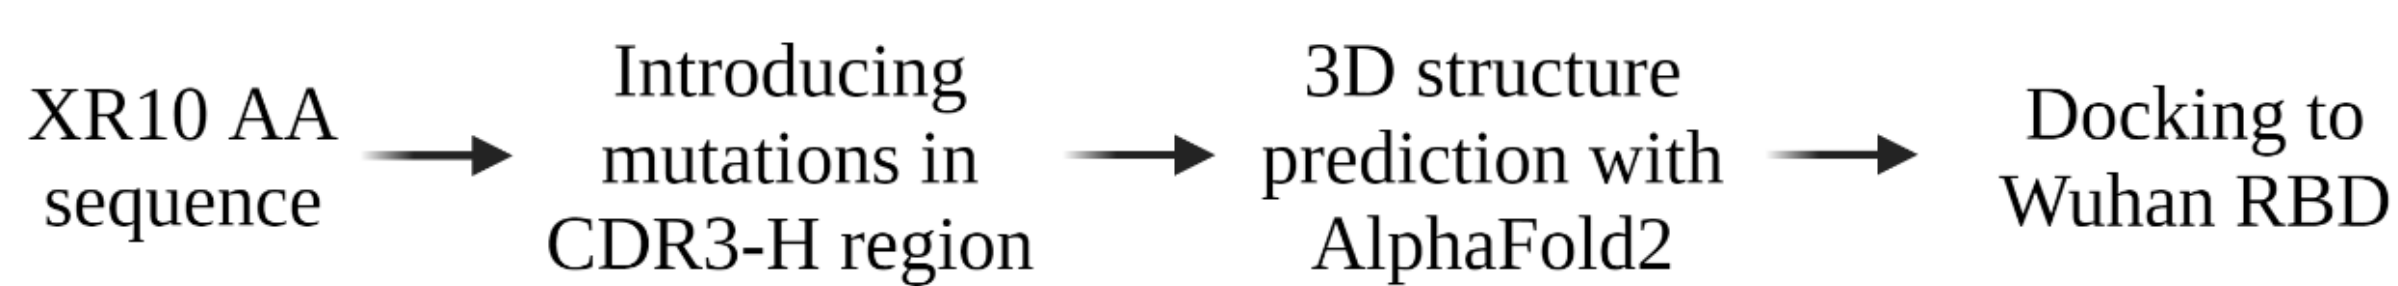 XR10 AA
sequence
Introducing
mutations in
CDR3-H region
3D structure
prediction with
AlphaFold2
Docking to
Wuhan RBD